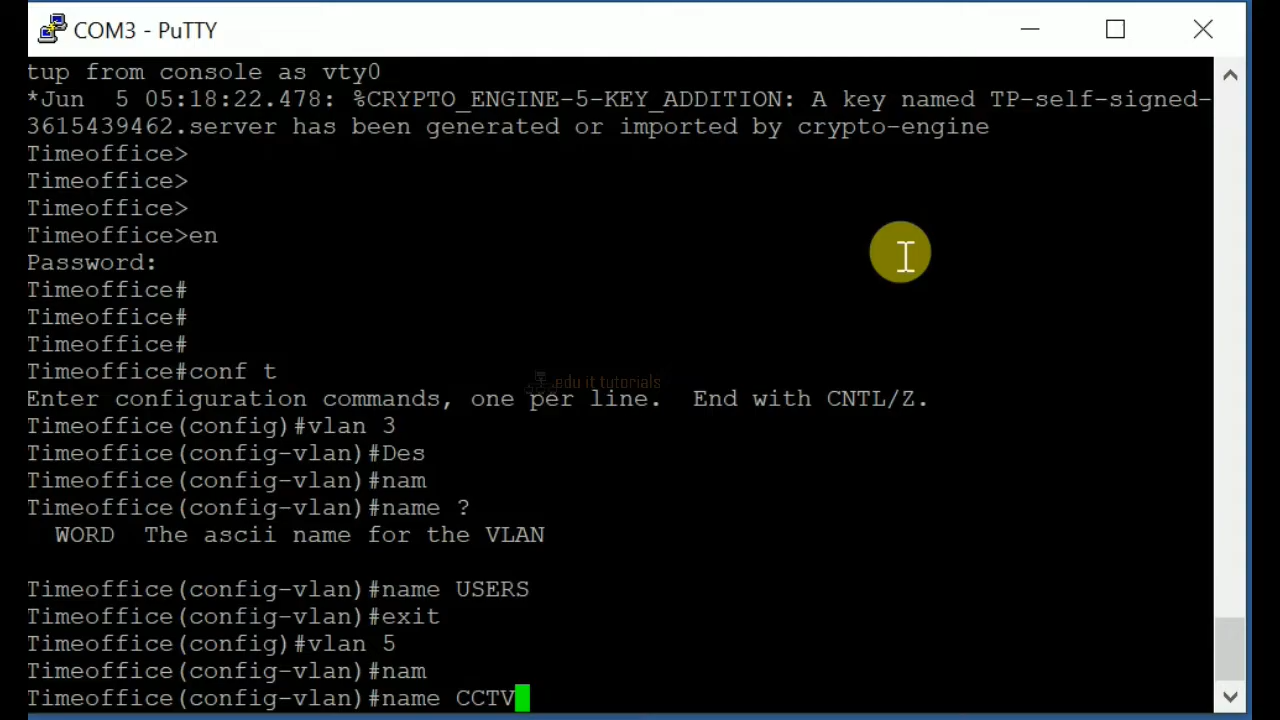 COM3 - PuTTY
tup from console as vty0
*Jun  5 05:18:22.478: %CRYPTO_ENGINE-5-KEY_ADDITION: A key named TP-self-signed-
3615439462.server has been generated or imported by crypto-engine
Timeoffice>
Timeoffice>
Timeoffice>
Timeoffice>en
Password:
Timeoffice#
Timeoffice#
Timeoffice#
Timeoffice#conf t
edu it tutorials
Enter configuration commands, one per line.  End with CNTL/Z.
Timeoffice(config)#vlan 3
Timeoffice(config-vlan)#Des
Timeoffice(config-vlan)#nam
Timeoffice(config-vlan)#name ?
  WORD  The ascii name for the VLAN
Timeoffice(config-vlan)#name USERS
Timeoffice(config-vlan)#exit
Timeoffice(config)#vlan 5
Timeoffice(config-vlan)#nam
Timeoffice(config-vlan)#name CCTV